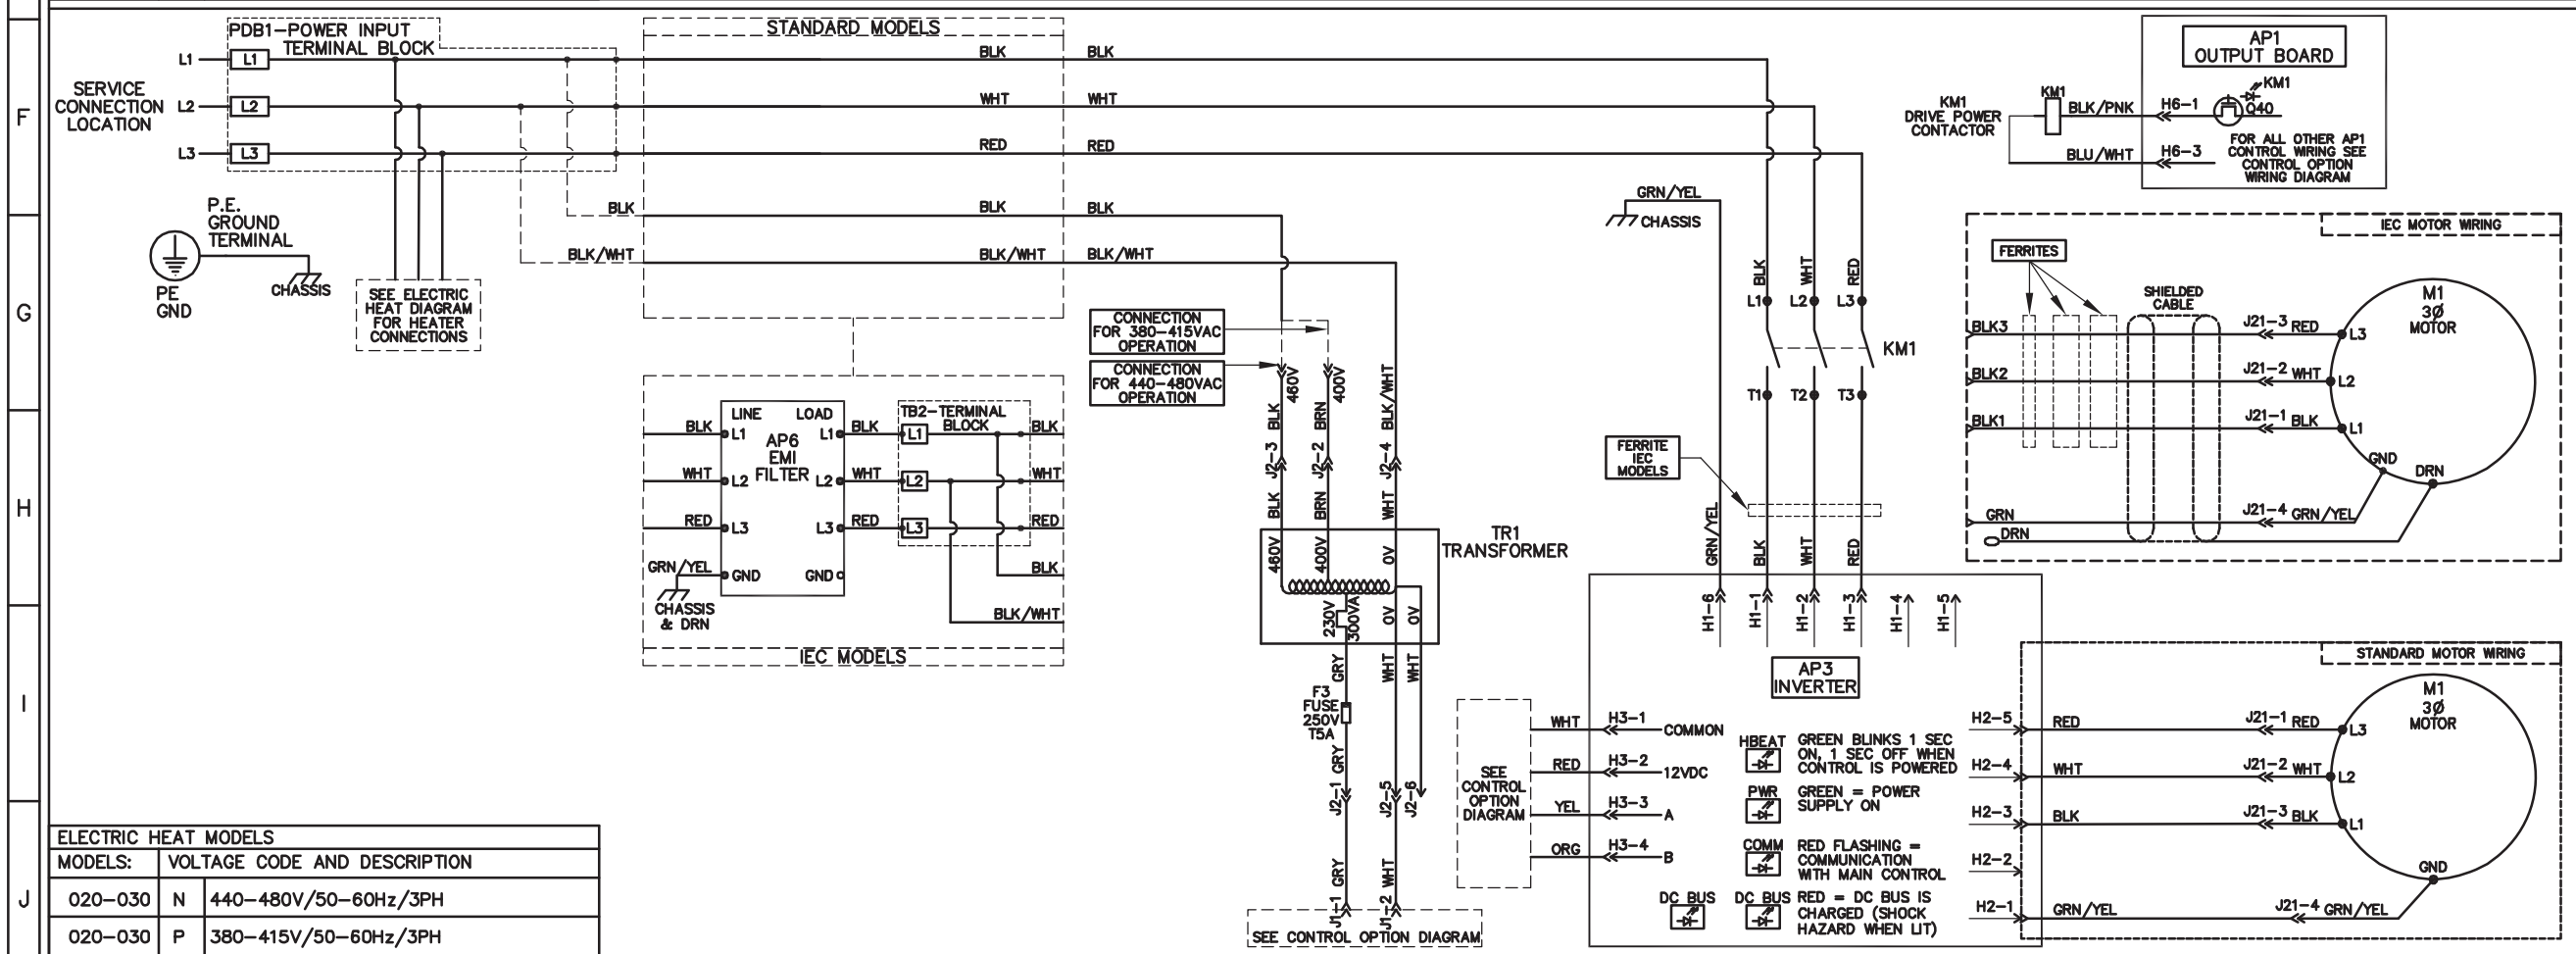 F
G
H
I
J
PDB1-POWER INPUT
TERMINAL BLOCK
SERVICE
CONNECTION
LOCATION
L1 L1
L2 L2
L3 L3
P.E.
GROUND
TERMINAL
PE
GND
CHASSIS
SEE ELECTRIC
HEAT DIAGRAM
FOR HEATER
CONNECTIONS
STANDARD MODELS
BLK BLK
WHT WHT
RED RED
BLK BLK BLK
BLK/WHT BLK/WHT BLK/WHT
LINE LOAD
AP6
EMI
FILTER
TB2-TERMINAL
BLOCK
BLK L1 L1 BLK L1 BLK
WHT L2 L2 WHT L2 WHT
RED L3 L3 RED L3 RED
GRN/YEL GND GND BLK
CHASSIS
& DRN
BLK/WHT
IEC MODELS
CONNECTION
FOR 380-415VAC
OPERATION
CONNECTION
FOR 440-480VAC
OPERATION
460V 400V
BLK BRN BLK/WHT
J2-3 J2-2 J2-4
BLK BRN WHT
460V 400V 0V
TR1
TRANSFORMER
230V 300VA 0V 0V
GRY WHT WHT
F3
FUSE
250V
T5A
GRY
J2-1 J2-5 J2-6
GRY WHT
J1-1 J1-2
SEE CONTROL OPTION DIAGRAM
GRN/YEL
CHASSIS
BLK WHT RED
L1 L2 L3
KM1
T1 T2 T3
FERRITE
IEC
MODELS
GRN/YEL BLK WHT RED
H1-6 H1-1 H1-2 H1-3 H1-4 H1-5
AP3
INVERTER
SEE
CONTROL
OPTION
DIAGRAM
WHT H3-1 COMMON
RED H3-2 12VDC
YEL H3-3 A
ORG H3-4 B
HBEAT GREEN BLINKS 1 SEC
ON, 1 SEC OFF WHEN
CONTROL IS POWERED
PWR GREEN = POWER
SUPPLY ON
COMM RED FLASHING =
COMMUNICATION
WITH MAIN CONTROL
DC BUS DC BUS RED = DC BUS IS
CHARGED (SHOCK
HAZARD WHEN LIT)
H2-5
H2-4
H2-3
H2-2
H2-1
AP1
OUTPUT BOARD
KM1
DRIVE POWER
CONTACTOR
KM1 BLK/PNK H6-1 KM1
Q40
BLU/WHT H6-3
FOR ALL OTHER AP1
CONTROL WIRING SEE
CONTROL OPTION
WIRING DIAGRAM
IEC MOTOR WIRING
FERRITES
SHIELDED
CABLE
M1
3Ø
MOTOR
BLK3 J21-3 RED L3
BLK2 J21-2 WHT L2
BLK1 J21-1 BLK L1
GND DRN
GRN J21-4 GRN/YEL
DRN
STANDARD MOTOR WIRING
M1
3Ø
MOTOR
RED J21-1 RED L3
WHT J21-2 WHT L2
BLK J21-3 BLK L1
GND
GRN/YEL J21-4 GRN/YEL
ELECTRIC HEAT MODELS
MODELS: VOLTAGE CODE AND DESCRIPTION
020-030 N 440-480V/50-60Hz/3PH
020-030 P 380-415V/50-60Hz/3PH